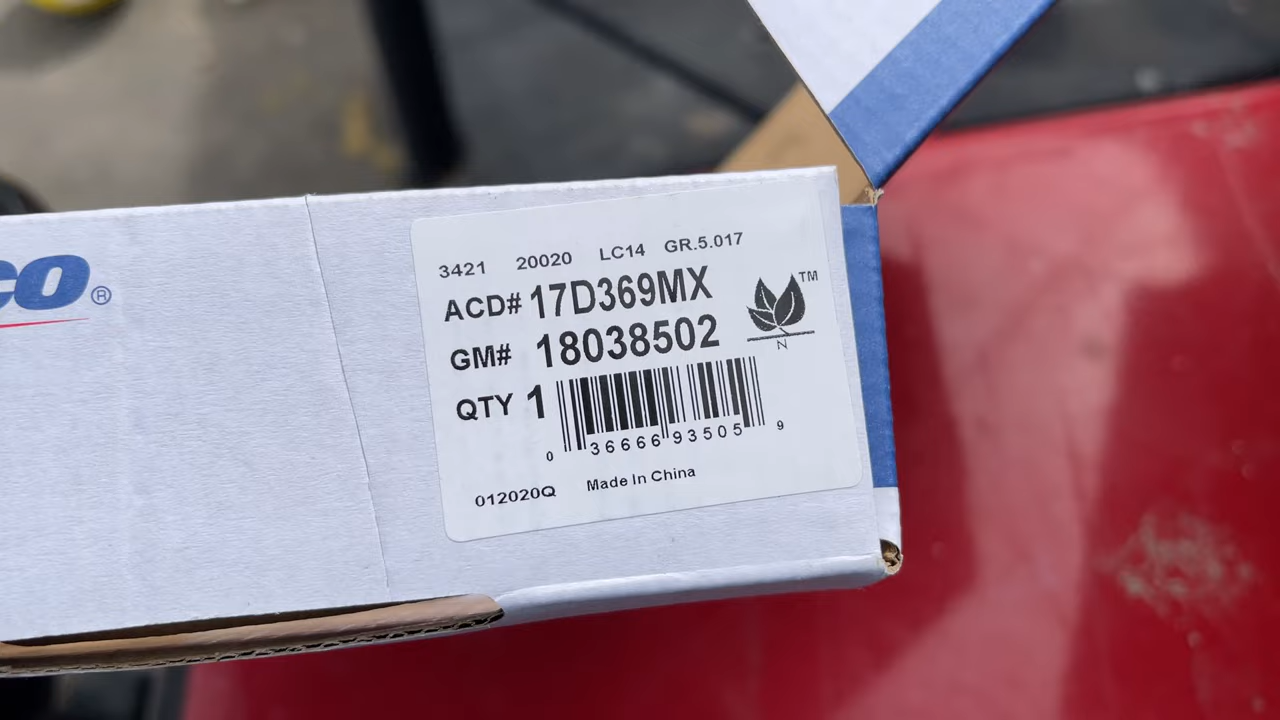 co®
3421 20020 LC14 GR.5.017
ACD# 17D369MX
GM# 18038502
TM
N
QTY 1
0 36666 93505 9
012020Q Made In China